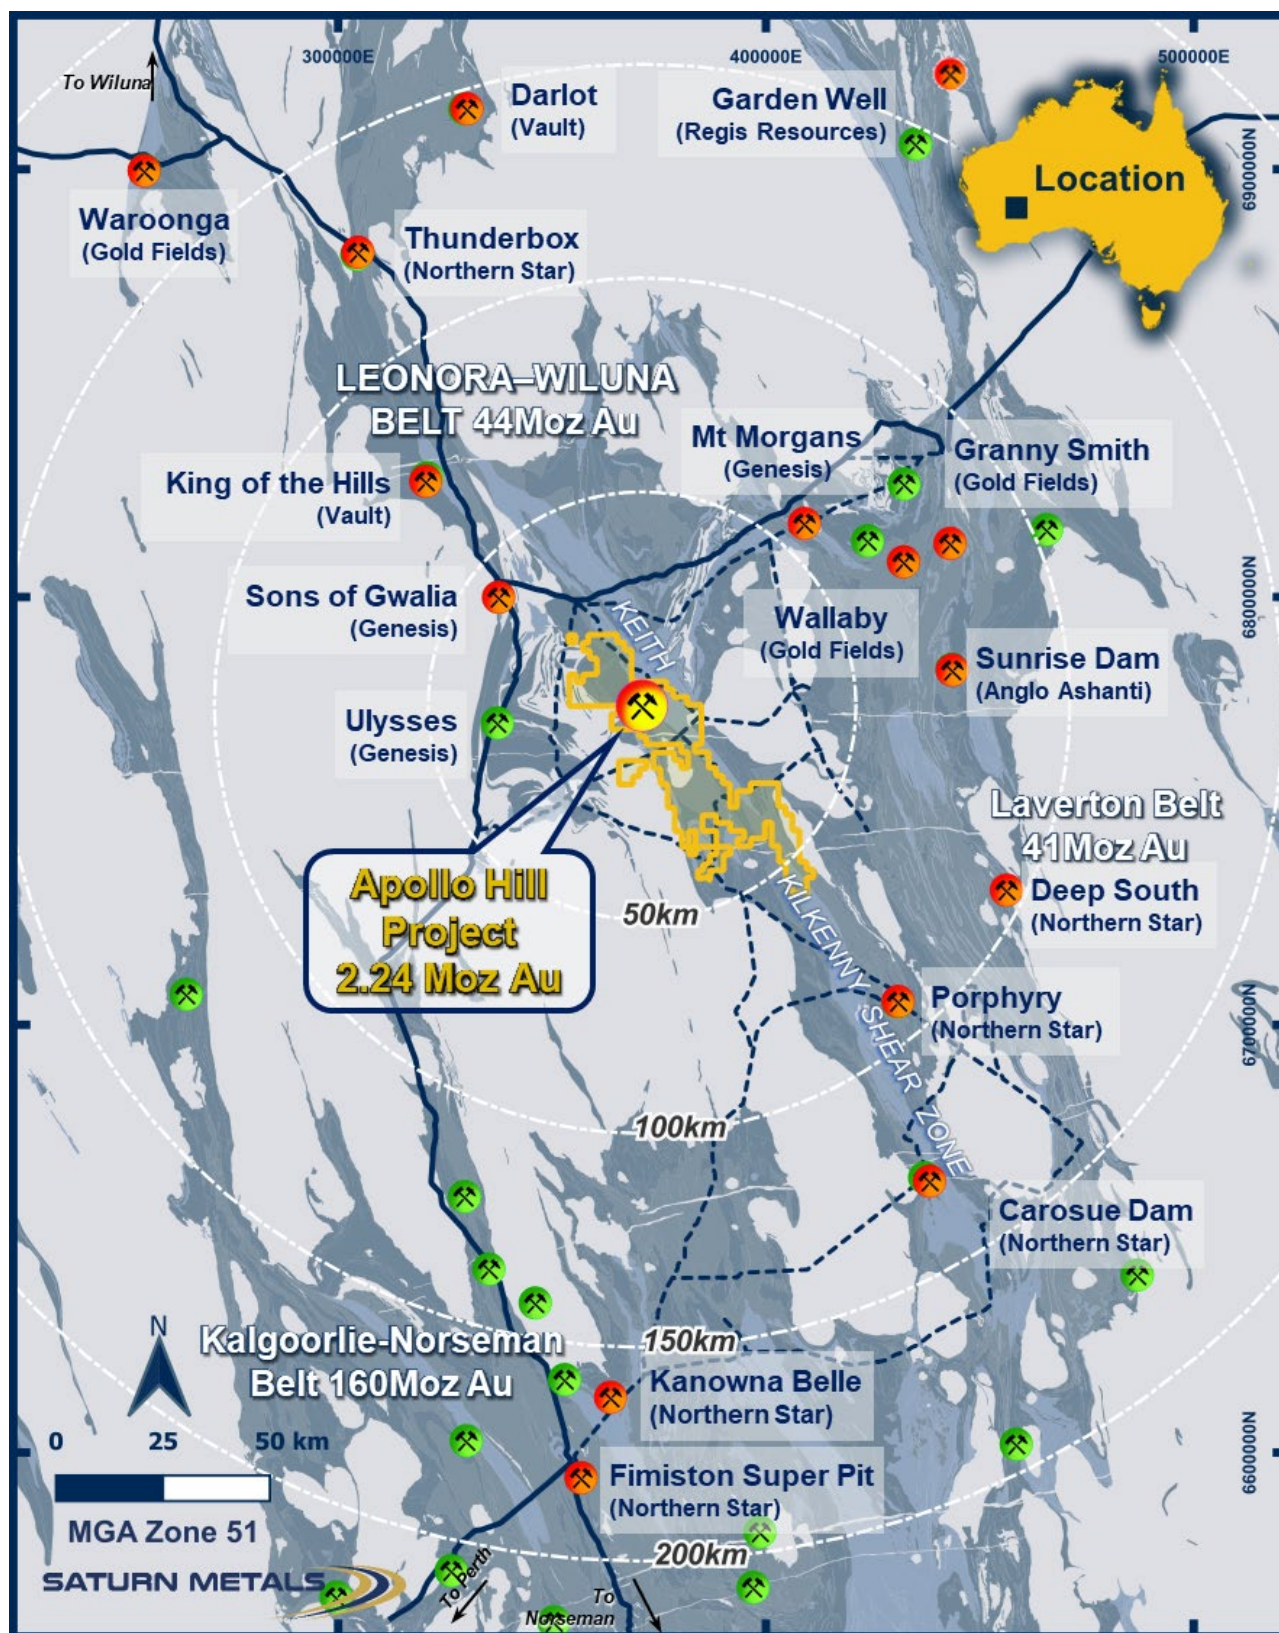 300000E
400000E
500000E
To Wiluna
Darlot
(Vault)
Garden Well
(Regis Resources)
Location
6900000N
Waroonga
(Gold Fields)
Thunderbox
(Northern Star)
LEONORA–WILUNA
BELT 44Moz Au
Mt Morgans
(Genesis)
Granny Smith
(Gold Fields)
King of the Hills
(Vault)
Sons of Gwalia
(Genesis)
6800000N
KEITH
Wallaby
(Gold Fields)
Sunrise Dam
(Anglo Ashanti)
Ulysses
(Genesis)
Laverton Belt
41Moz Au
Apollo Hill
Project
2.24 Moz Au
50km
KILKENNY
Deep South
(Northern Star)
Porphyry
(Northern Star)
6700000N
SHEAR ZONE
100km
Carosue Dam
(Northern Star)
150km
Kalgoorlie-Norseman
Belt 160Moz Au
N
Kanowna Belle
(Northern Star)
0 25 50 km
Fimiston Super Pit
(Northern Star)
6600000N
MGA Zone 51
200km
SATURN METALS
To Perth
To
Norseman